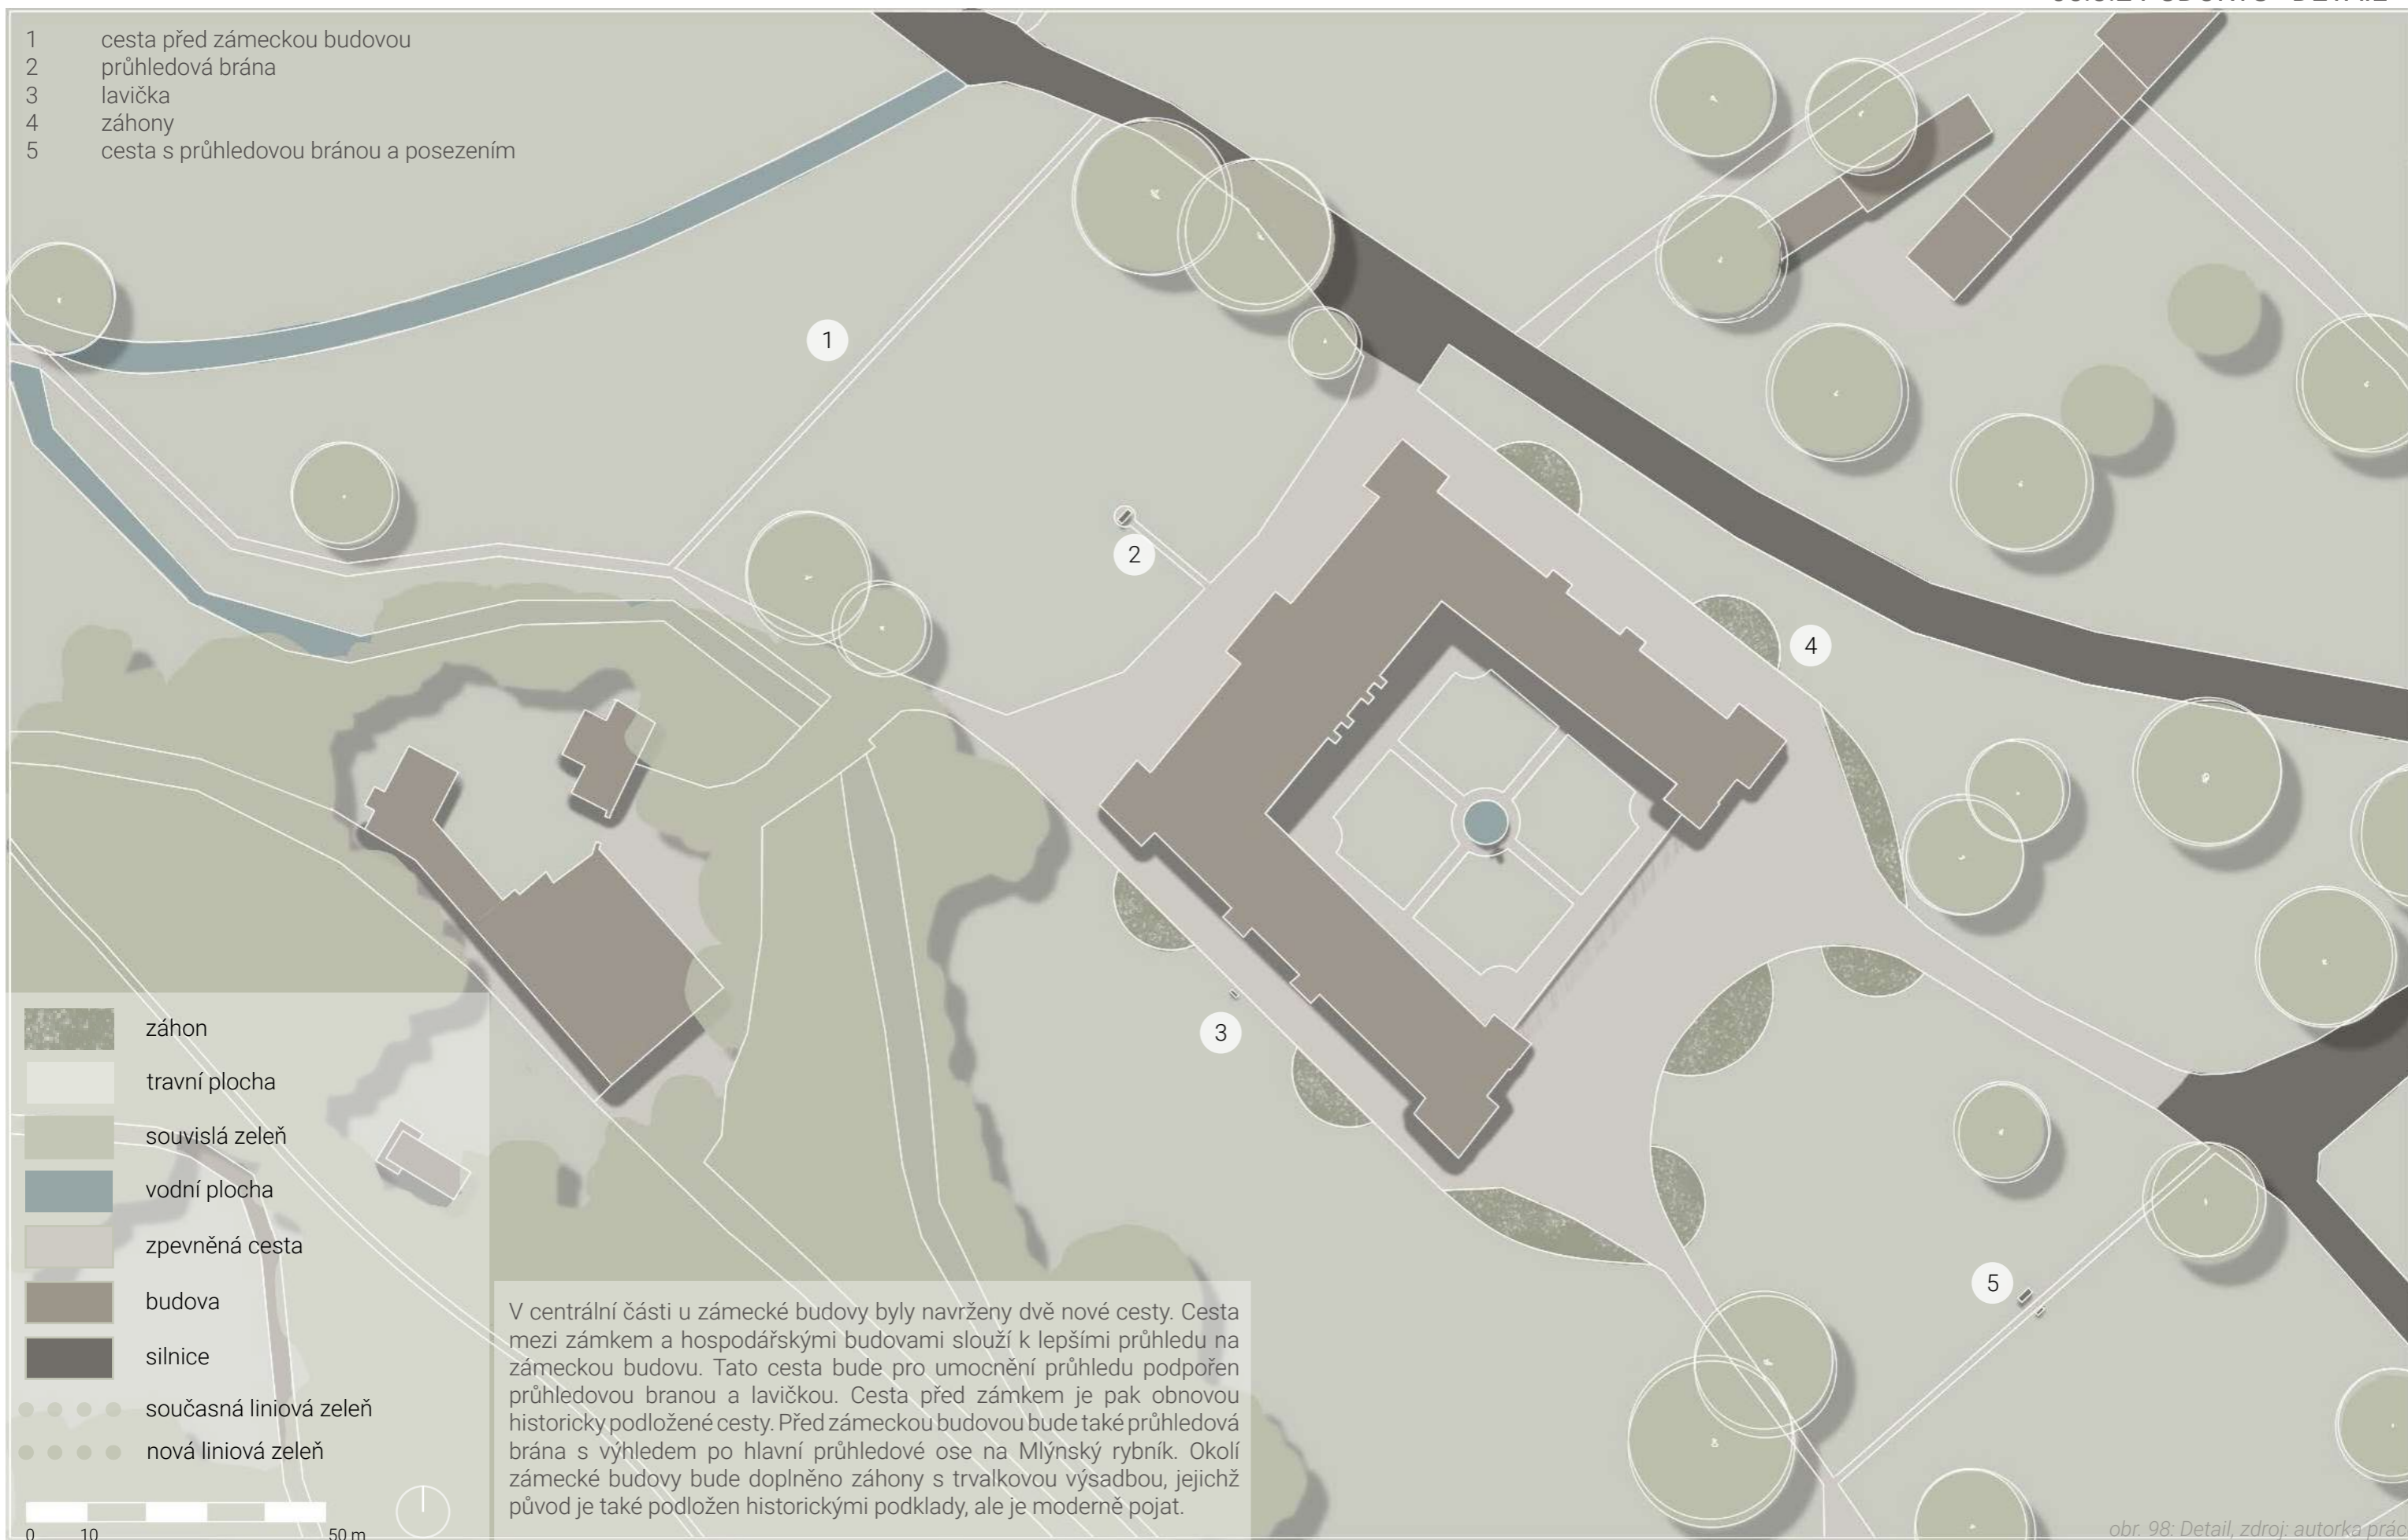 1 cesta před zámeckou budovou
2 průhledová brána
3 lavička
4 záhony
5 cesta s průhledovou bránou a posezením
1
2
4
3
5
záhon
travní plocha
souvislá zeleň
vodní plocha
zpevněná cesta
budova
silnice
současná liniová zeleň
nová liniová zeleň
0 10 50 m
V centrální části u zámecké budovy byly navrženy dvě nové cesty. Cesta
mezi zámkem a hospodářskými budovami slouží k lepšími průhledu na
zámeckou budovu. Tato cesta bude pro umocnění průhledu podpořen
průhledovou branou a lavičkou. Cesta před zámkem je pak obnovou
historicky podložené cesty. Před zámeckou budovou bude také průhledová
brána s výhledem po hlavní průhledové ose na Mlýnský rybník. Okolí
zámecké budovy bude doplněno záhony s trvalkovou výsadbou, jejichž
původ je také podložen historickými podklady, ale je moderně pojat.
obr. 98: Detail, zdroj: autorka